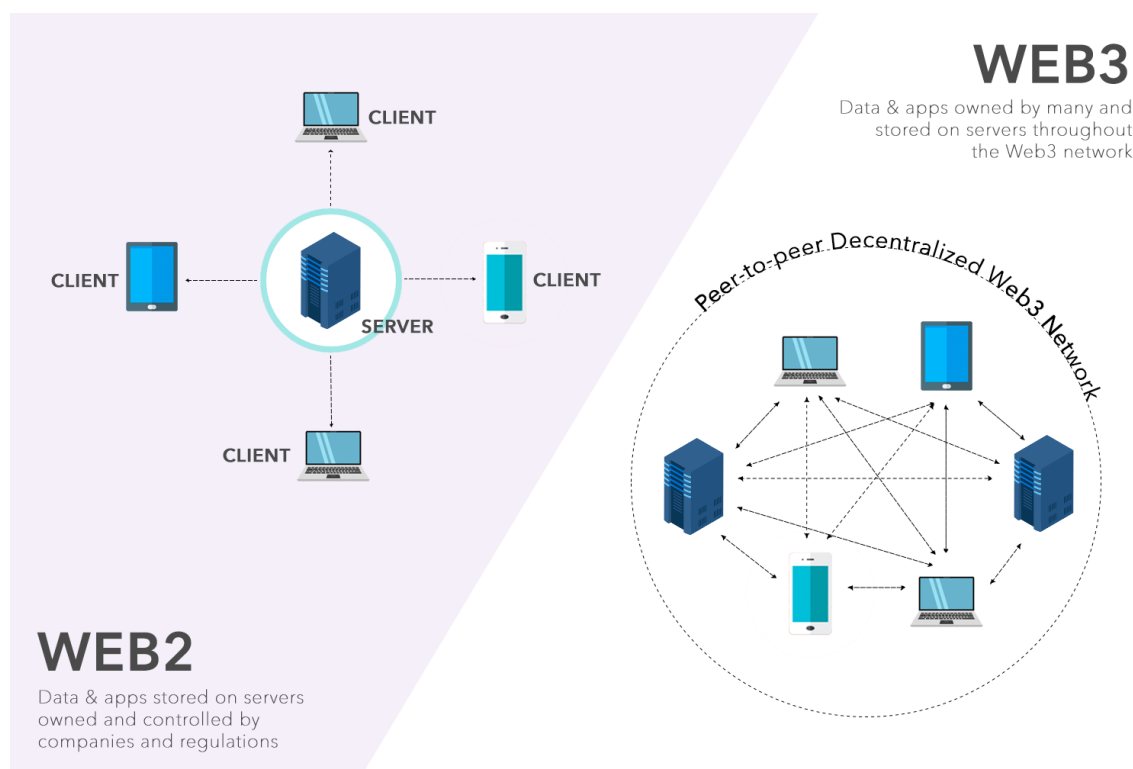 WEB3
Data & apps owned by many and
stored on servers throughout
the Web3 network
CLIENT
CLIENT
CLIENT
SERVER
CLIENT
Peer-to-peer Decentralized Web3 Network
WEB2
Data & apps stored on servers
owned and controlled by
companies and regulations